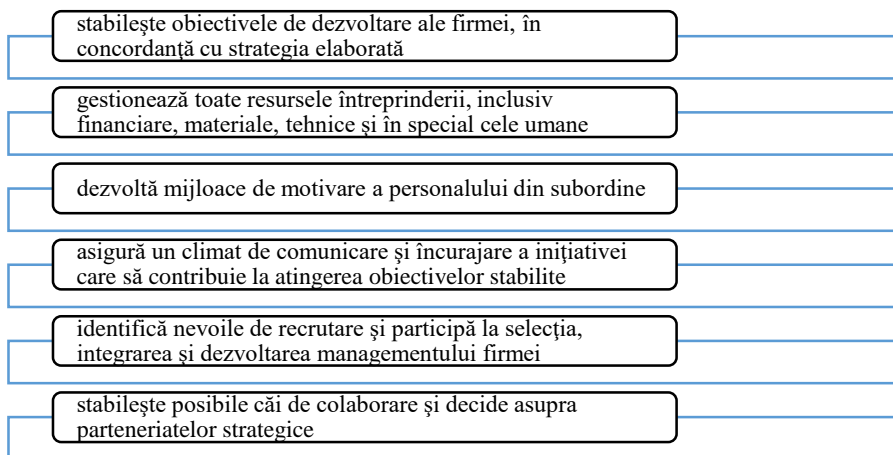 stabileşte obiectivele de dezvoltare ale firmei, în
concordanţă cu strategia elaborată
gestionează toate resursele întreprinderii, inclusiv
financiare, materiale, tehnice şi în special cele umane
dezvoltă mijloace de motivare a personalului din subordine
asigură un climat de comunicare şi încurajare a iniţiativei
care să contribuie la atingerea obiectivelor stabilite
identifică nevoile de recrutare şi participă la selecţia,
integrarea şi dezvoltarea managementului firmei
stabileşte posibile căi de colaborare şi decide asupra
parteneriatelor strategice